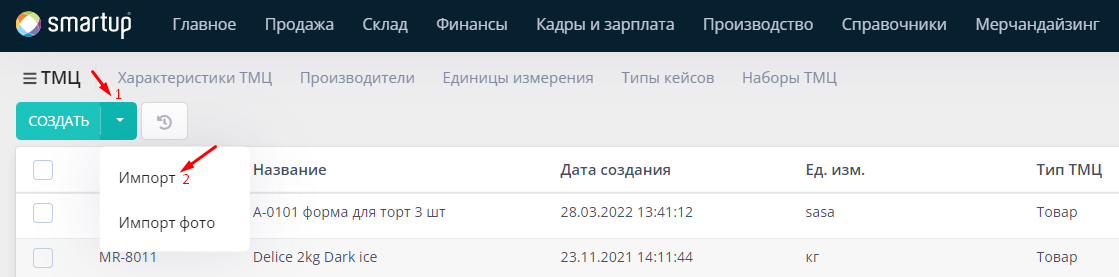 smartup Главное Продажа Склад Финансы Кадры и зарплата Производство Справочники Мерчандайзинг
ТМЦ Характеристики ТМЦ Производители Единицы измерения Типы кейсов Наборы ТМЦ
1
СОЗДАТЬ
Импорт 2
Импорт фото
Название Дата создания Ед. изм. Тип ТМЦ
A-0101 форма для торт 3 шт 28.03.2022 13:41:12 sasa Товар
MR-8011 Delice 2kg Dark ice 23.11.2021 14:11:44 кг Товар